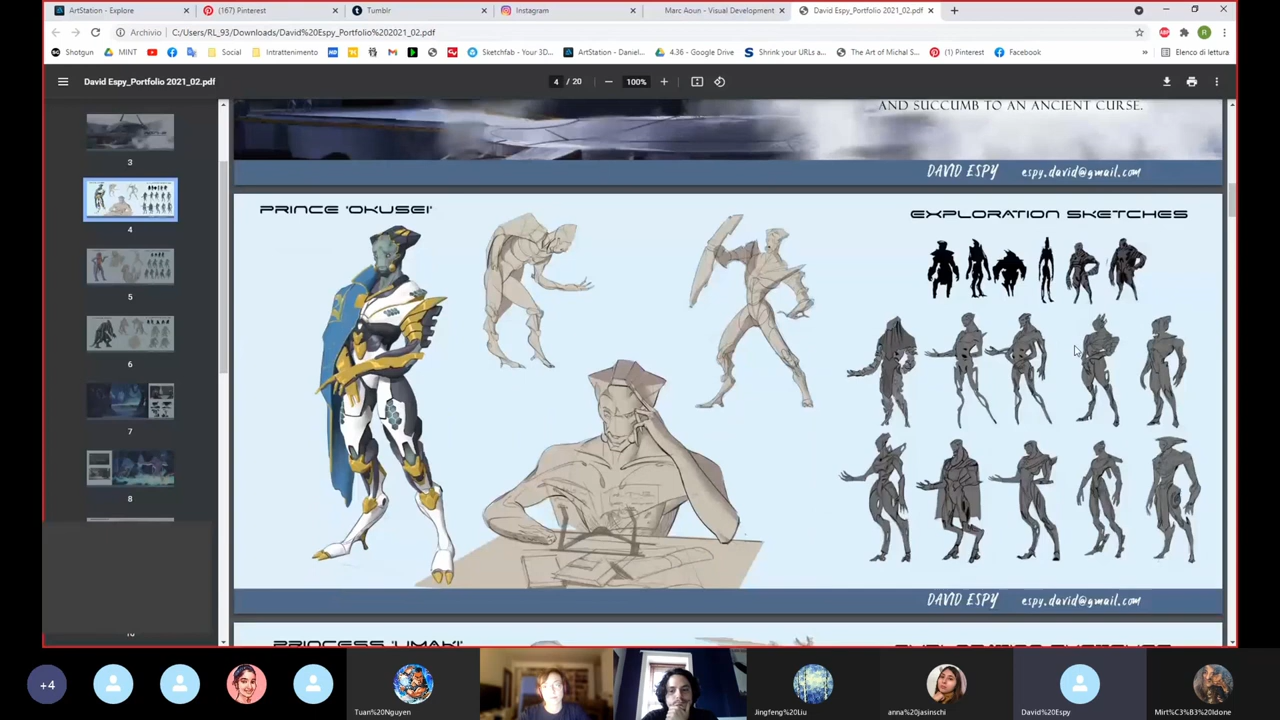 ArtStation - Explore
(167) Pinterest
Tumblr
Instagram
Marc Aoun - Visual Development
David Espy_Portfolio 2021_02.pdf
Archivio
C:/Users/RL_93/Downloads/David%20Espy_Portfolio%202021_02.pdf
Shotgun
MINT
Social
Intrattenimento
Sketchfab - Your 3D...
ArtStation - Daniel...
4.36 - Google Drive
Shrink your URLs a...
The Art of Michal S...
(1) Pinterest
Facebook
Elenco di lettura
David Espy_Portfolio 2021_02.pdf
4 / 20
100%
AND SUCCUMB TO AN ANCIENT CURSE.
DAVID ESPY espy.david@gmail.com
3
4
5
6
7
8
PRINCE 'OKUSEI'
EXPLORATION SKETCHES
DAVID ESPY espy.david@gmail.com
+4
Tuan%20Nguyen
Jingfeng%20Liu
anna%20jasinschi
David%20Espy
Mirt%C3%B3%20Idone